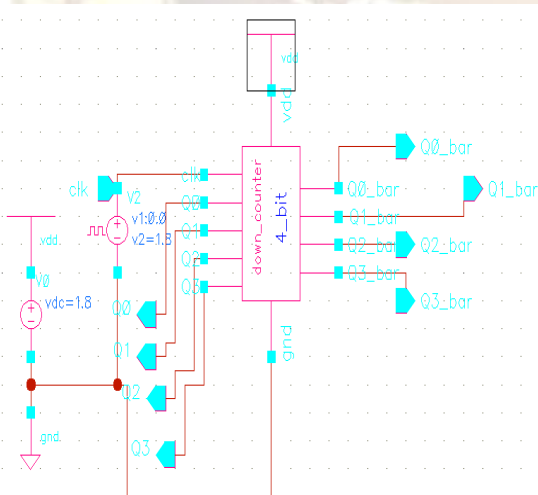 vdd
vdd
clk
V2
v1:0.0
v2=1.8
vdd
V0
vdc=1.8
gnd
clk
Q0
Q1
Q2
Q3
down_counter
4_bit
Q0_bar
Q1_bar
Q2_bar
Q3_bar
gnd
Q0_bar
Q1_bar
Q2_bar
Q3_bar
Q0
Q1
Q2
Q3